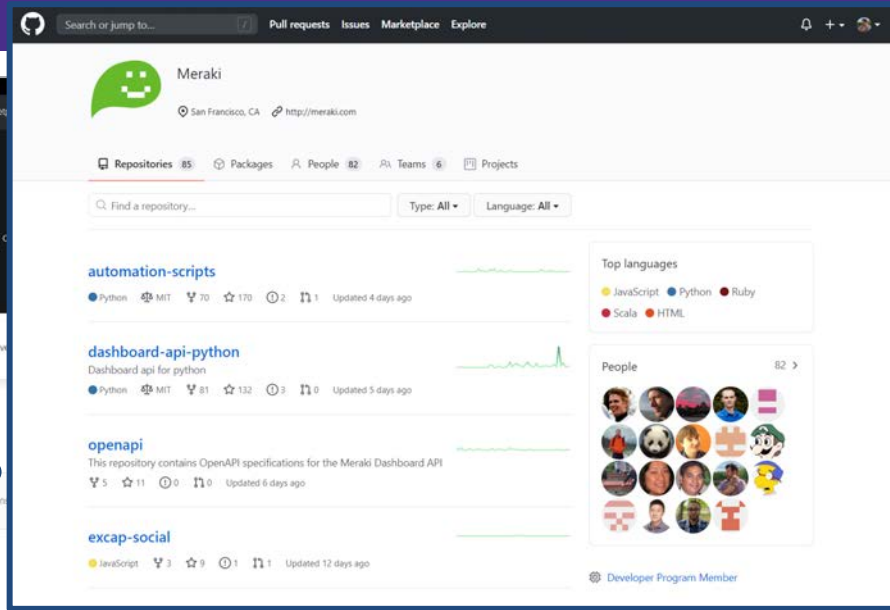 Search or jump to... /
Pull requests Issues Marketplace Explore
Meraki
San Francisco, CA http://meraki.com
Repositories 85 Packages People 82 Teams 6 Projects
Find a repository... Type: All Language: All
automation-scripts
Python MIT 70 170 2 1 Updated 4 days ago
dashboard-api-python
Dashboard api for python
Python MIT 81 132 3 0 Updated 5 days ago
openapi
This repository contains OpenAPI specifications for the Meraki Dashboard API
5 11 0 0 Updated 6 days ago
excap-social
JavaScript 3 9 1 1 Updated 12 days ago
Top languages
JavaScript Python Ruby
Scala HTML
People 82 >
Developer Program Member